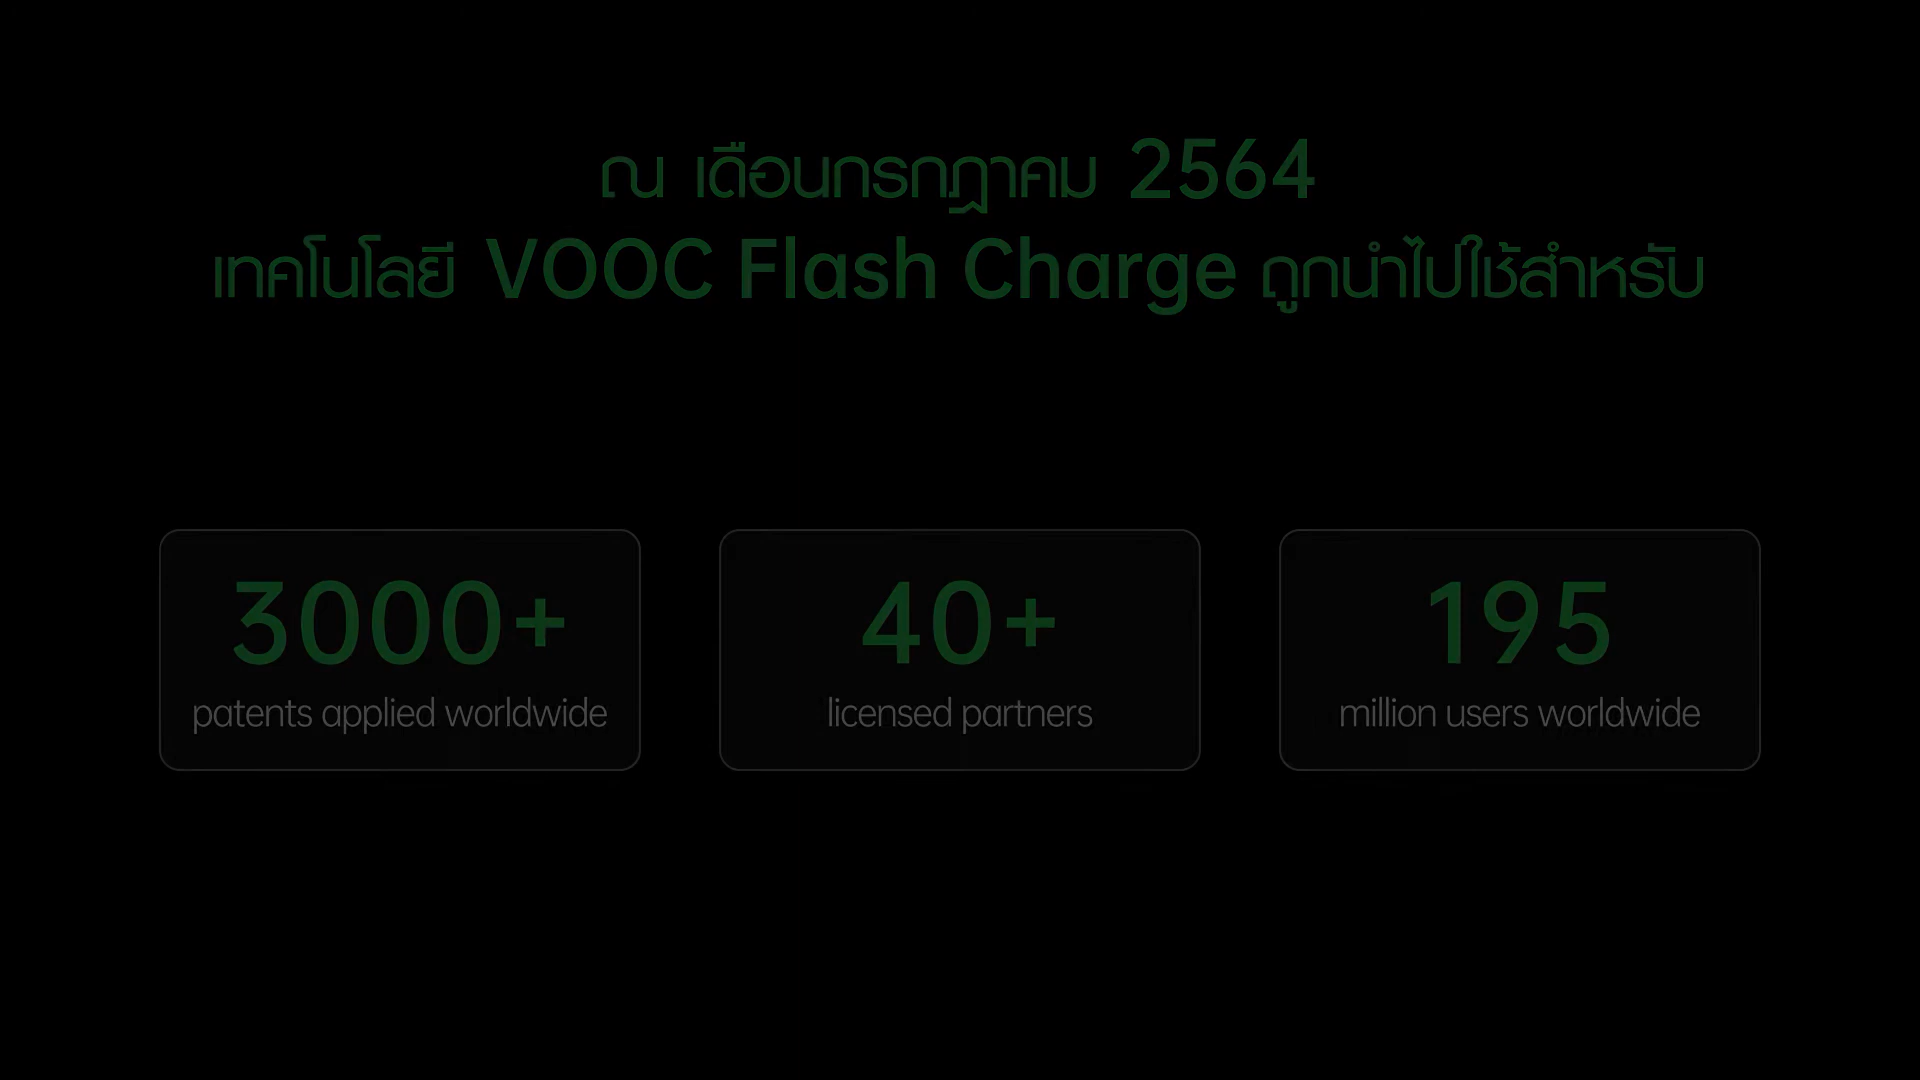 ณ เดือนกรกฎาคม 2564
เทคโนโลยี VOOC Flash Charge ถูกนำไปใช้สำหรับ
3000+
patents applied worldwide
40+
licensed partners
195
million users worldwide